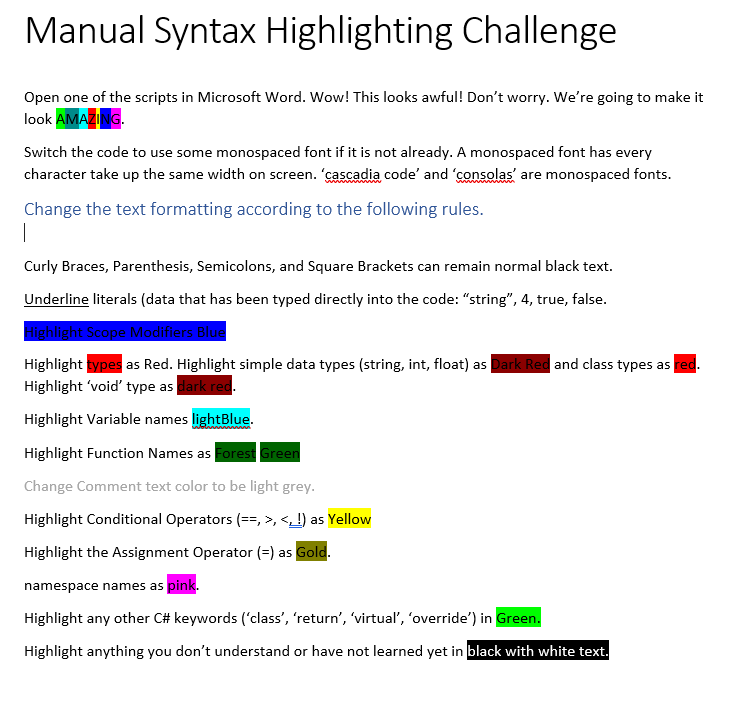 Manual Syntax Highlighting Challenge
Open one of the scripts in Microsoft Word. Wow! This looks awful! Don’t worry. We’re going to make it
look AMAZING.
Switch the code to use some monospaced font if it is not already. A monospaced font has every
character take up the same width on screen. ‘cascadia code’ and ‘consolas’ are monospaced fonts.
Change the text formatting according to the following rules.
Curly Braces, Parenthesis, Semicolons, and Square Brackets can remain normal black text.
Underline literals (data that has been typed directly into the code: “string”, 4, true, false.
Highlight Scope Modifiers Blue
Highlight types as Red. Highlight simple data types (string, int, float) as Dark Red and class types as red.
Highlight ‘void’ type as dark red.
Highlight Variable names lightBlue.
Highlight Function Names as Forest Green
Change Comment text color to be light grey.
Highlight Conditional Operators (==, >, <, !) as Yellow
Highlight the Assignment Operator (=) as Gold.
namespace names as pink.
Highlight any other C# keywords (‘class’, ‘return’, ‘virtual’, ‘override’) in Green.
Highlight anything you don’t understand or have not learned yet in black with white text.